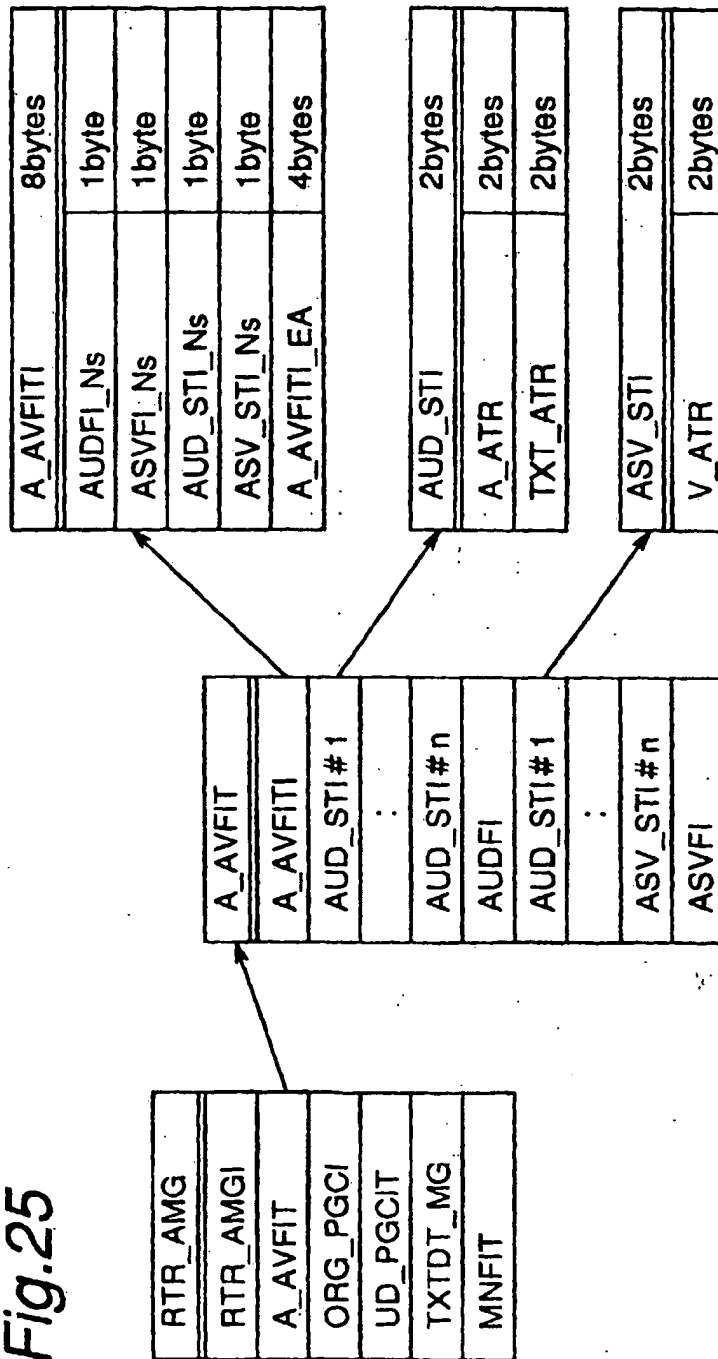 Fig.25
RTR_AMG
RTR_AMGI
A_AVFIT
ORG_PGCI
UD_PGCIT
TXTDT_MG
MNFIT
A_AVFIT
A_AVFITI
AUD_STI#1
:
AUD_STI#n
AUDFI
AUD_STI#1
:
ASV_STI#n
ASVFI
A_AVFITI 8bytes
AUDFI_Ns 1byte
ASVFI_Ns 1byte
AUD_STI_Ns 1byte
ASV_STI_Ns 1byte
A_AVFITI_EA 4bytes
AUD_STI 2bytes
A_ATR 2bytes
TXT_ATR 2bytes
ASV_STI 2bytes
V_ATR 2bytes